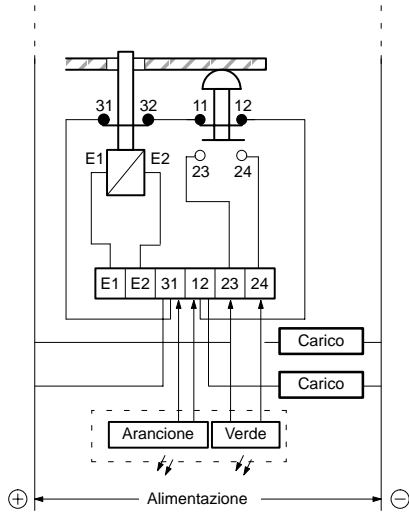 31 32 11 12
E1 E2 23 24
E1 E2 31 12 23 24
Carico
Carico
Arancione Verde
+ Alimentazione −